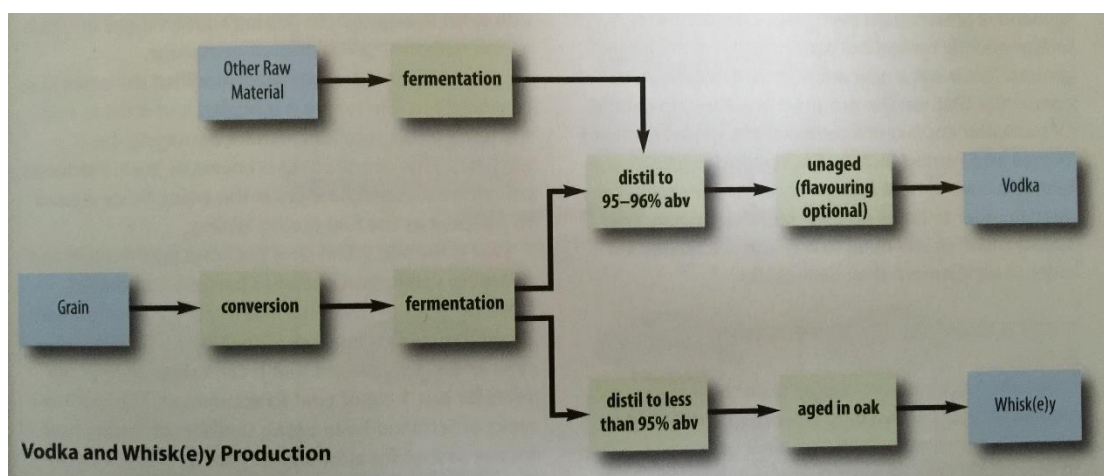 Other Raw
Material
fermentation
distil to
95–96% abv
unaged
(flavouring
optional)
Vodka
Grain
conversion
fermentation
distil to less
than 95% abv
aged in oak
Whisk(e)y
Vodka and Whisk(e)y Production